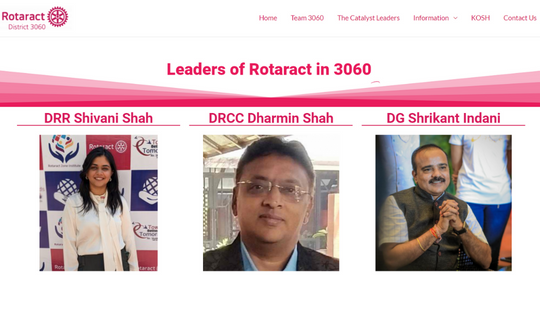 Rotaract
District 3060
Home
Team 3060
The Catalyst Leaders
Information
KOSH
Contact Us
Leaders of Rotaract in 3060
DRR Shivani Shah
DRCC Dharmin Shah
DG Shrikant Indani
Rotaract
Rotaract